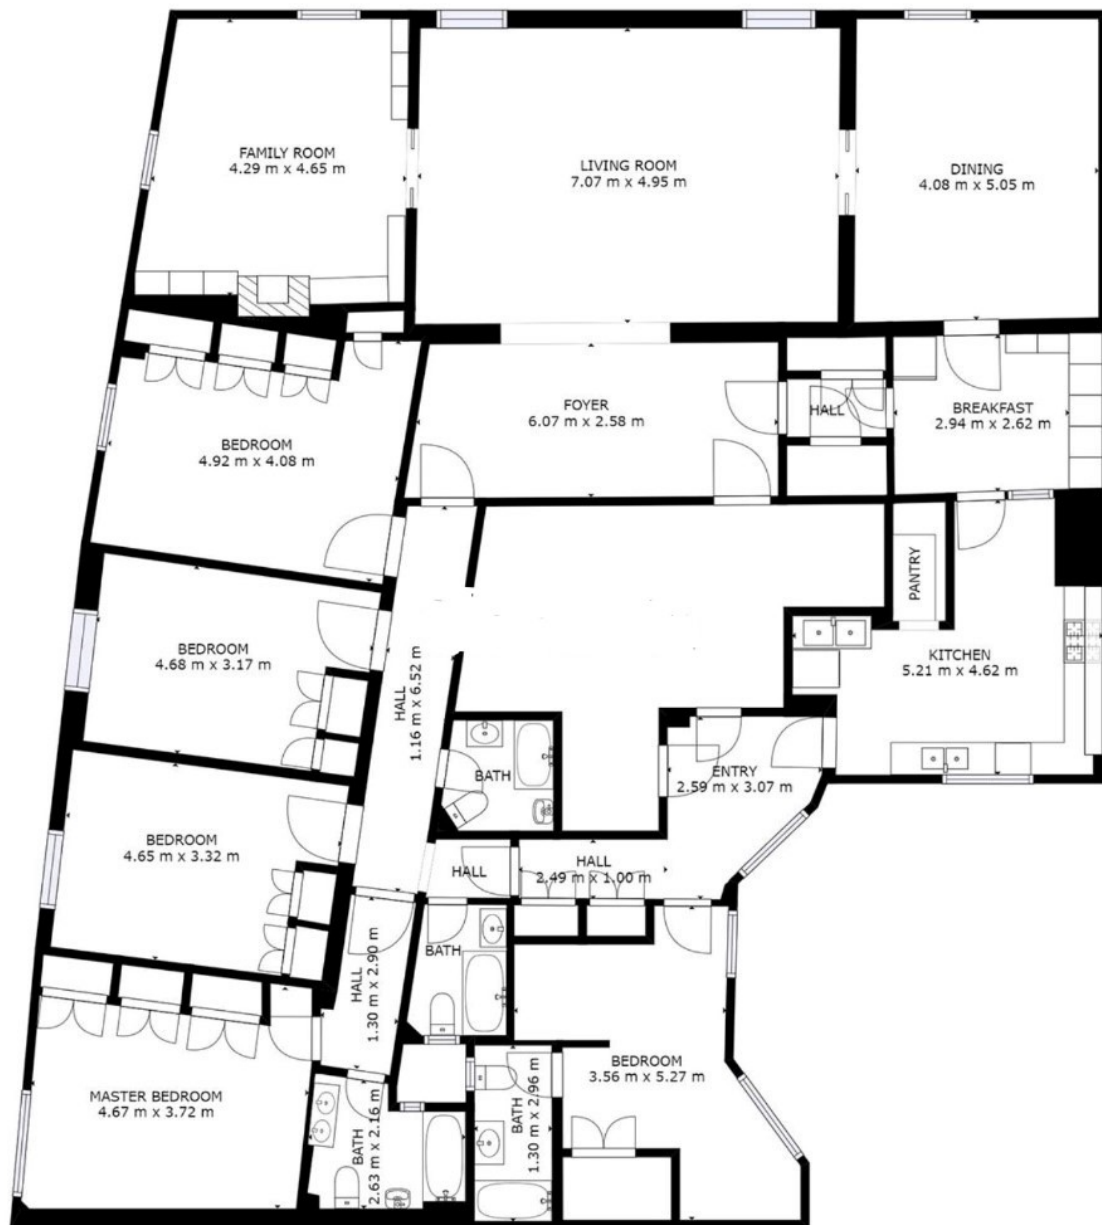 FAMILY ROOM
4.29 m x 4.65 m
LIVING ROOM
7.07 m x 4.95 m
DINING
4.08 m x 5.05 m
FOYER
6.07 m x 2.58 m
HALL
BREAKFAST
2.94 m x 2.62 m
BEDROOM
4.92 m x 4.08 m
PANTRY
BEDROOM
4.68 m x 3.17 m
HALL
1.16 m x 6.52 m
KITCHEN
5.21 m x 4.62 m
BATH
ENTRY
2.59 m x 3.07 m
BEDROOM
4.65 m x 3.32 m
HALL
HALL
2.49 m x 1.00 m
BATH
HALL
1.30 m x 2.90 m
MASTER BEDROOM
4.67 m x 3.72 m
BATH
2.63 m x 2.16 m
BATH
1.30 m x 2.96 m
BEDROOM
3.56 m x 5.27 m